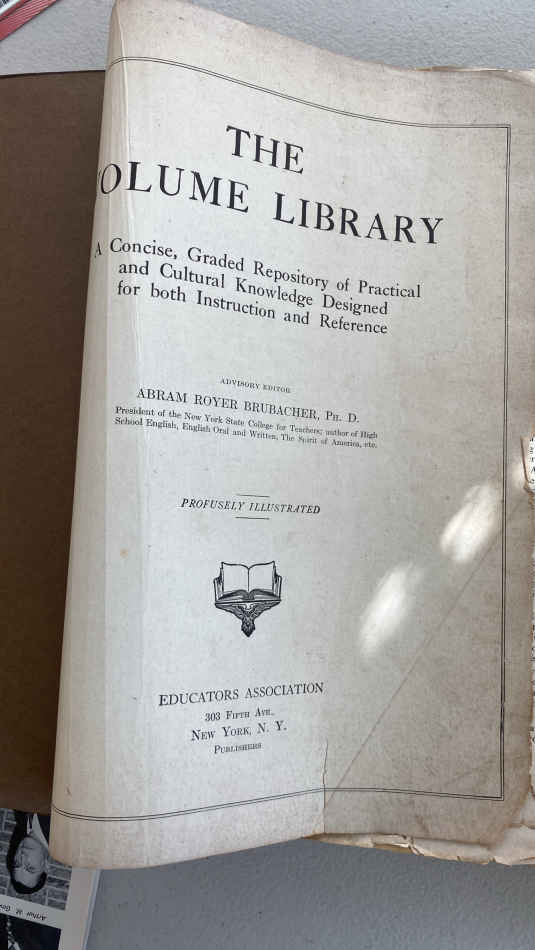 THE
OLUME LIBRARY
A Concise, Graded Repository of Practical
and Cultural Knowledge Designed
for both Instruction and Reference
ADVISORY EDITOR
ABRAM ROYER BRUBACHER, PH. D.
President of the New York State College for Teachers; author of High
School English, English Oral and Written, The Spirit of America, etc.
PROFUSELY ILLUSTRATED
EDUCATORS ASSOCIATION
303 FIFTH AVE.,
NEW YORK, N. Y.
PUBLISHERS
Arthur M.